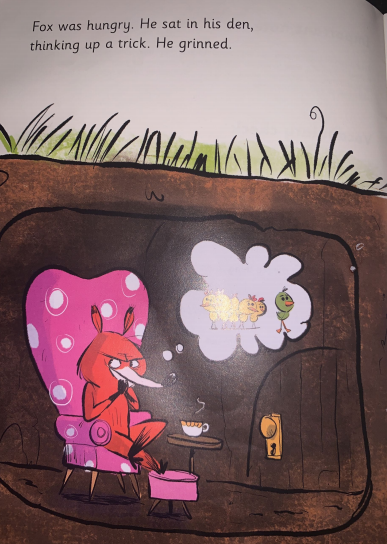 Fox was hungry. He sat in his den,
thinking up a trick. He grinned.